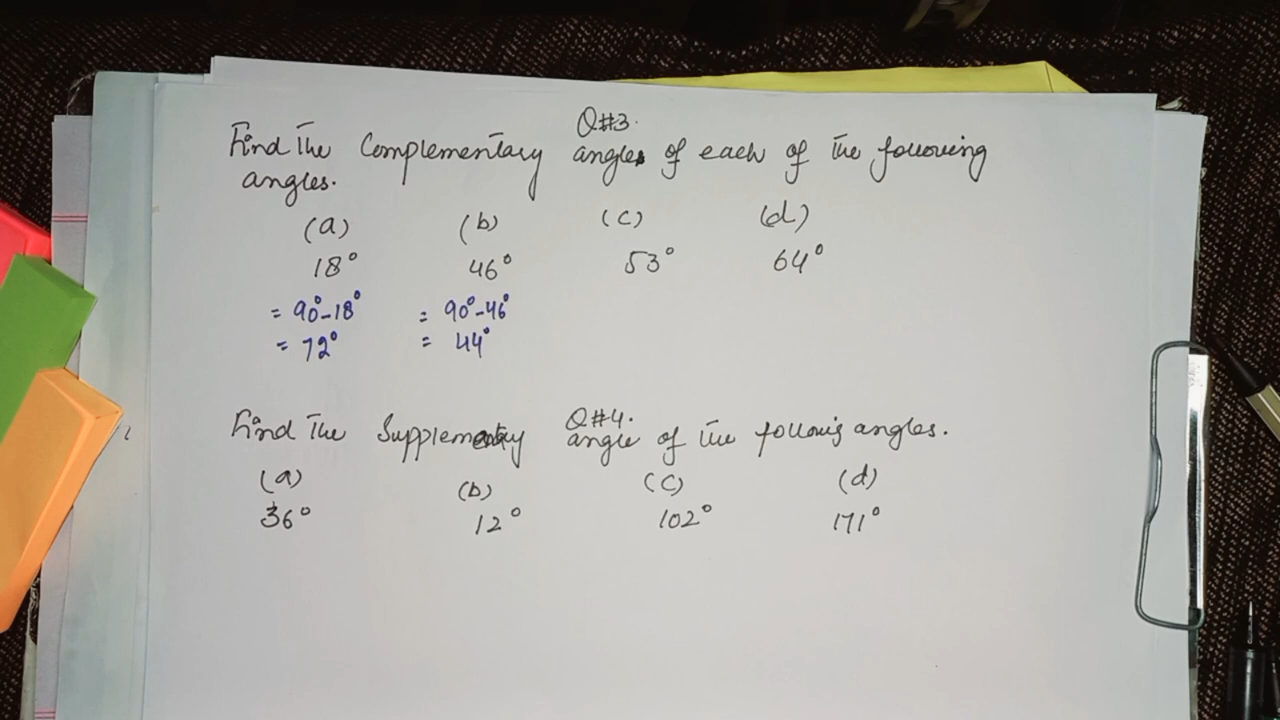 Q#3.
Find The Complementary angles of each of the following
angles.
(a) (b) (c) (d)
18° 46° 53° 64°
= 90°-18° = 90°-46°
= 72° = 44°
Q#4.
Find The Supplementary angle of the following angles.
(a) (b) (c) (d)
36° 12° 102° 171°